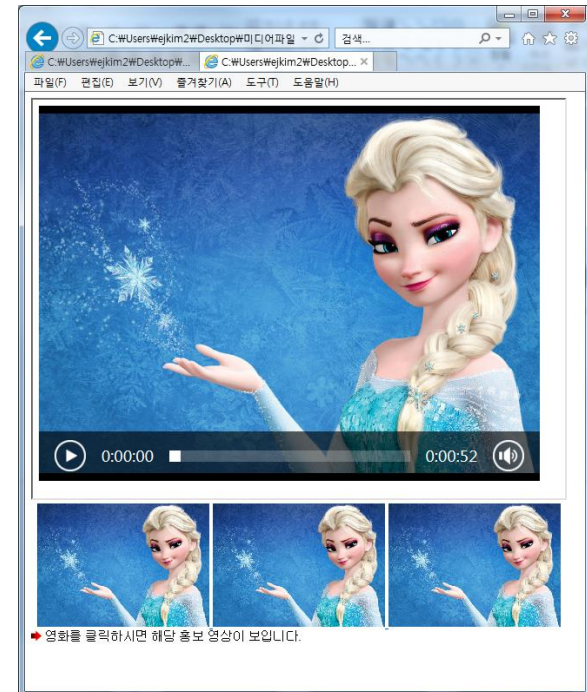 C:₩Users₩ejkim2₩Desktop₩미디어파일
검색...
C:₩Users₩ejkim2₩Desktop₩...
C:₩Users₩ejkim2₩Desktop...
파일(F) 편집(E) 보기(V) 즐겨찾기(A) 도구(T) 도움말(H)
0:00:00
0:00:52
영화를 클릭하시면 해당 홍보 영상이 보입니다.